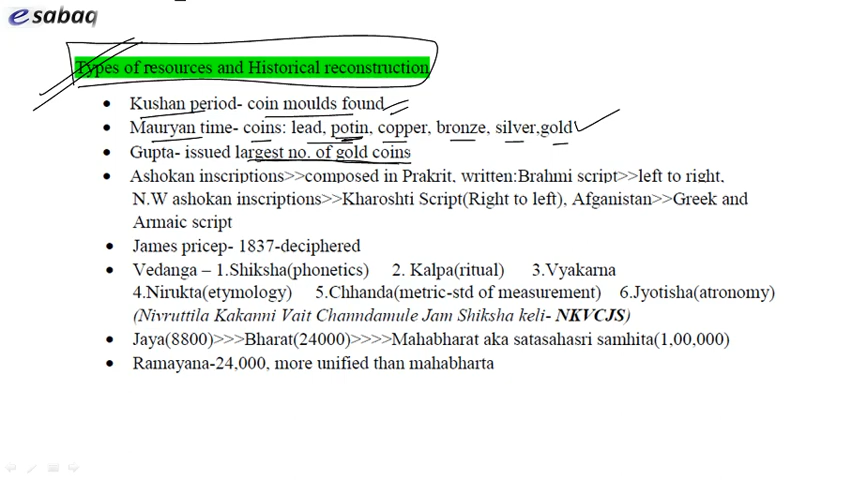 esabaq
Types of resources and Historical reconstruction
• Kushan period- coin moulds found
• Mauryan time- coins: lead, potin, copper, bronze, silver,gold
• Gupta- issued largest no. of gold coins
• Ashokan inscriptions>>composed in Prakrit, written:Brahmi script>>left to right,
N.W ashokan inscriptions>>Kharoshti Script(Right to left), Afganistan>>Greek and
Armaic script
• James pricep- 1837-deciphered
• Vedanga – 1.Shiksha(phonetics) 2. Kalpa(ritual) 3.Vyakarna
4.Nirukta(etymology) 5.Chhanda(metric-std of measurement) 6.Jyotisha(atronomy)
(Nivruttila Kakanni Vait Channdamule Jam Shiksha keli- NKVCJS)
• Jaya(8800)>>>Bharat(24000)>>>>Mahabharat aka satasahasri samhita(1,00,000)
• Ramayana-24,000, more unified than mahabharta